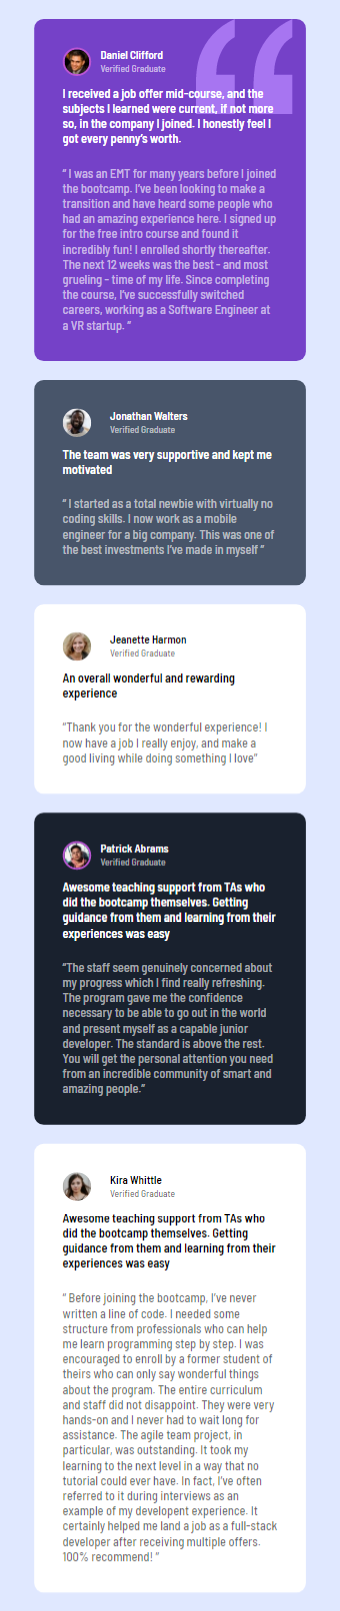 Daniel Clifford
Verified Graduate
I received a job offer mid-course, and the
subjects I learned were current, if not more
so, in the company I joined. I honestly feel I
got every penny's worth.
“ I was an EMT for many years before I joined
the bootcamp. I've been looking to make a
transition and have heard some people who
had an amazing experience here. I signed up
for the free intro course and found it
incredibly fun! I enrolled shortly thereafter.
The next 12 weeks was the best - and most
grueling - time of my life. Since completing
the course, I've successfully switched
careers, working as a Software Engineer at
a VR startup. ”
Jonathan Walters
Verified Graduate
The team was very supportive and kept me
motivated
“ I started as a total newbie with virtually no
coding skills. I now work as a mobile
engineer for a big company. This was one of
the best investments I've made in myself ”
Jeanette Harmon
Verified Graduate
An overall wonderful and rewarding
experience
“Thank you for the wonderful experience! I
now have a job I really enjoy, and make a
good living while doing something I love”
Patrick Abrams
Verified Graduate
Awesome teaching support from TAs who
did the bootcamp themselves. Getting
guidance from them and learning from their
experiences was easy
“The staff seem genuinely concerned about
my progress which I find really refreshing.
The program gave me the confidence
necessary to be able to go out in the world
and present myself as a capable junior
developer. The standard is above the rest.
You will get the personal attention you need
from an incredible community of smart and
amazing people.”
Kira Whittle
Verified Graduate
Awesome teaching support from TAs who
did the bootcamp themselves. Getting
guidance from them and learning from their
experiences was easy
“ Before joining the bootcamp, I've never
written a line of code. I needed some
structure from professionals who can help
me learn programming step by step. I was
encouraged to enroll by a former student of
theirs who can only say wonderful things
about the program. The entire curriculum
and staff did not disappoint. They were very
hands-on and I never had to wait long for
assistance. The agile team project, in
particular, was outstanding. It took my
learning to the next level in a way that no
tutorial could ever have. In fact, I've often
referred to it during interviews as an
example of my developent experience. It
certainly helped me land a job as a full-stack
developer after receiving multiple offers.
100% recommend! ”